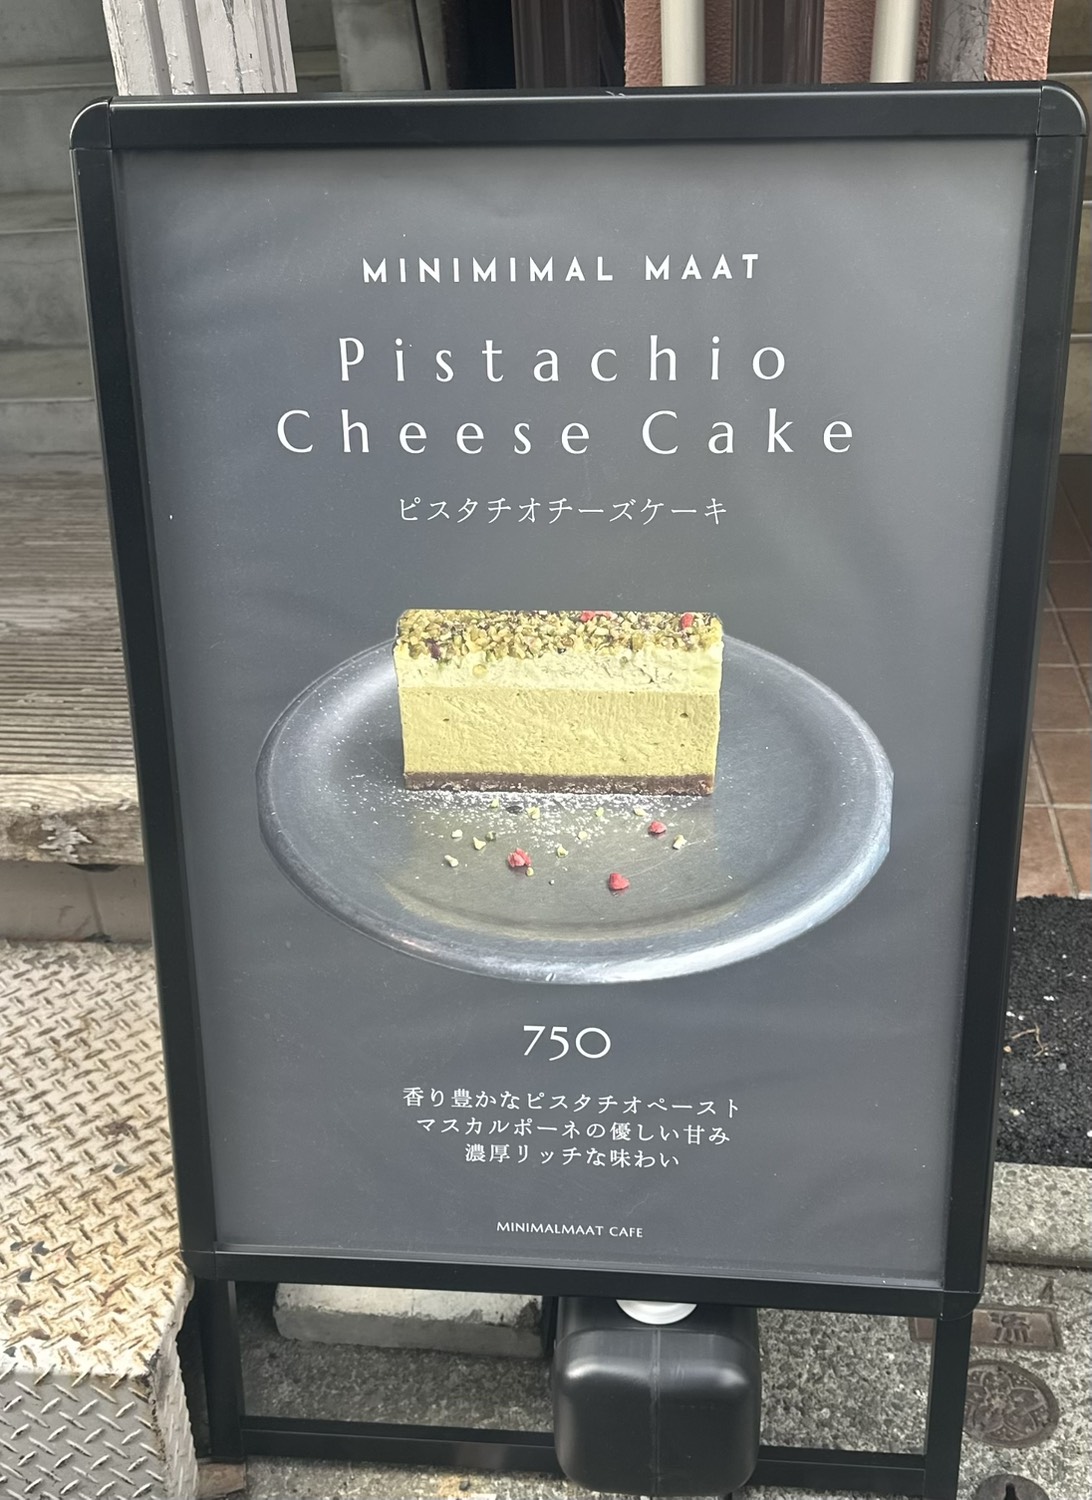 MINIMIMAL MAAT
Pistachio
Cheese Cake
ピスタチオチーズケーキ
750
香り豊かなピスタチオペースト
マスカルポーネの優しい甘み
濃厚リッチな味わい
MINIMALMAAT CAFE